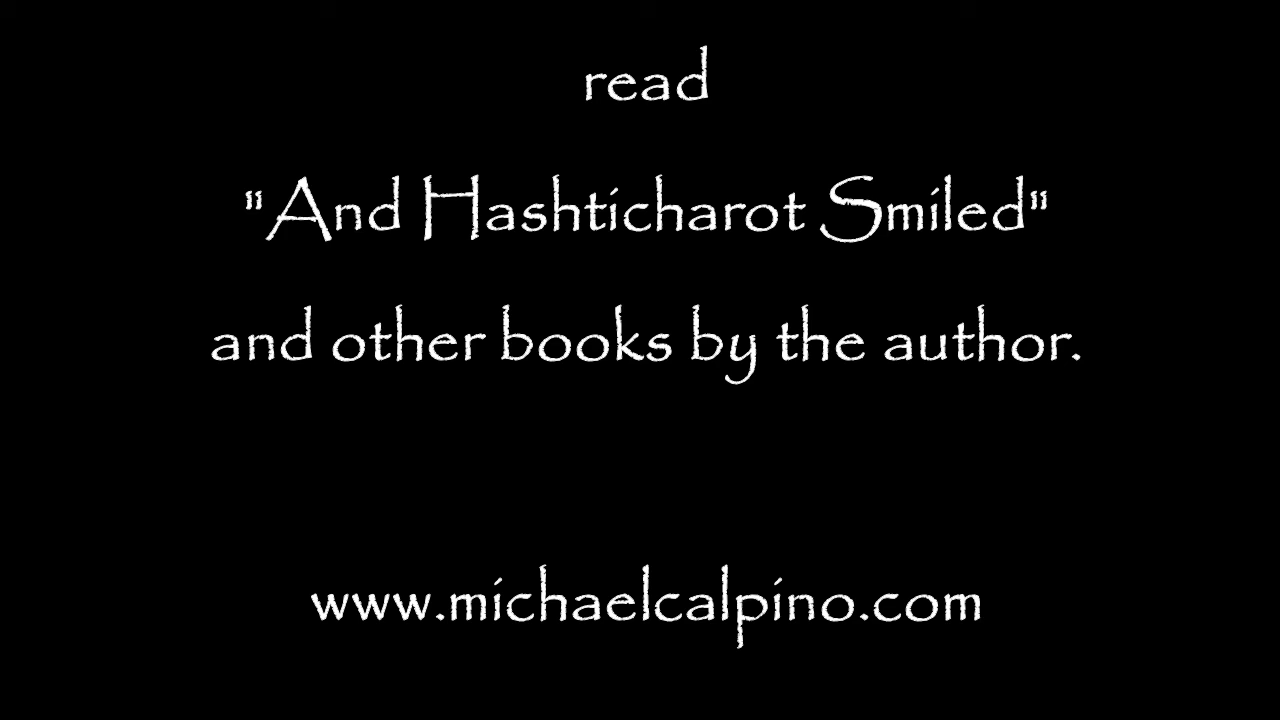 read
"And Hashticharot Smiled"
and other books by the author.
www.michaelcalpino.com